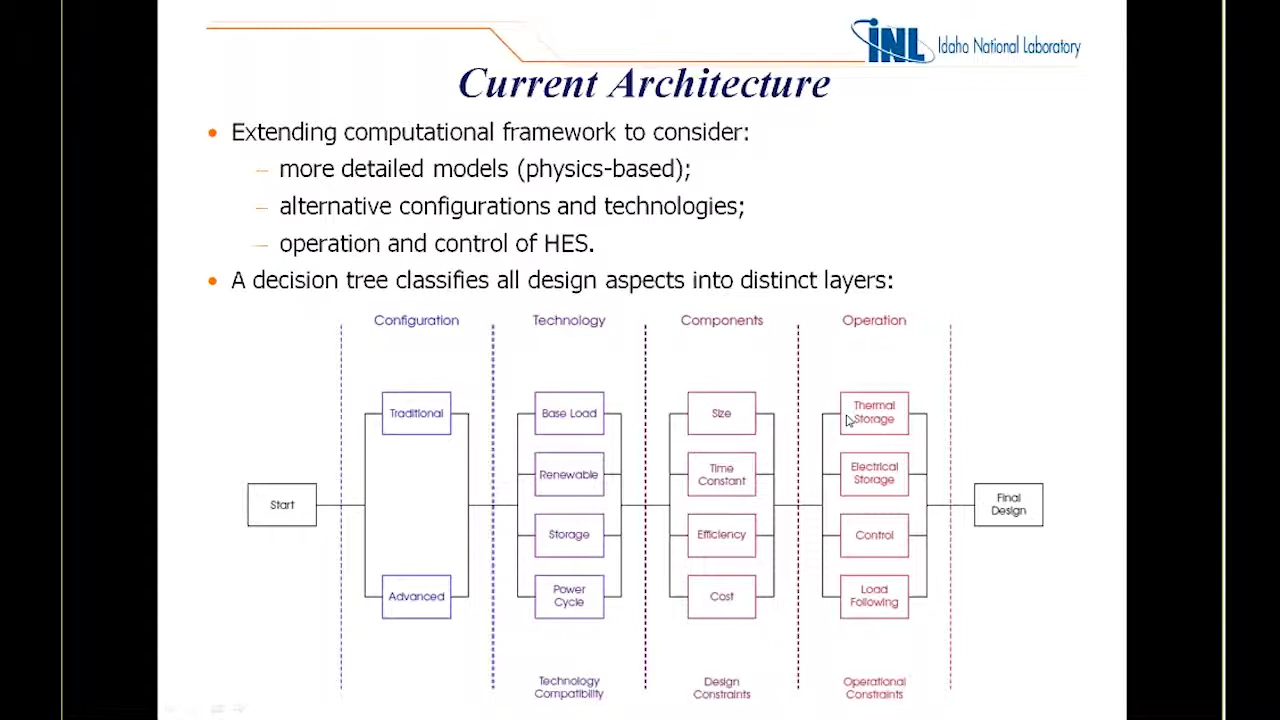 INL Idaho National Laboratory
Current Architecture
• Extending computational framework to consider:
– more detailed models (physics-based);
– alternative configurations and technologies;
– operation and control of HES.
• A decision tree classifies all design aspects into distinct layers:
Configuration
Technology
Components
Operation
Start
Traditional
Advanced
Base Load
Renewable
Storage
Power
Cycle
Size
Time
Constant
Efficiency
Cost
Thermal
Storage
Electrical
Storage
Control
Load
Following
Final
Design
Technology
Compatibility
Design
Constraints
Operational
Constraints